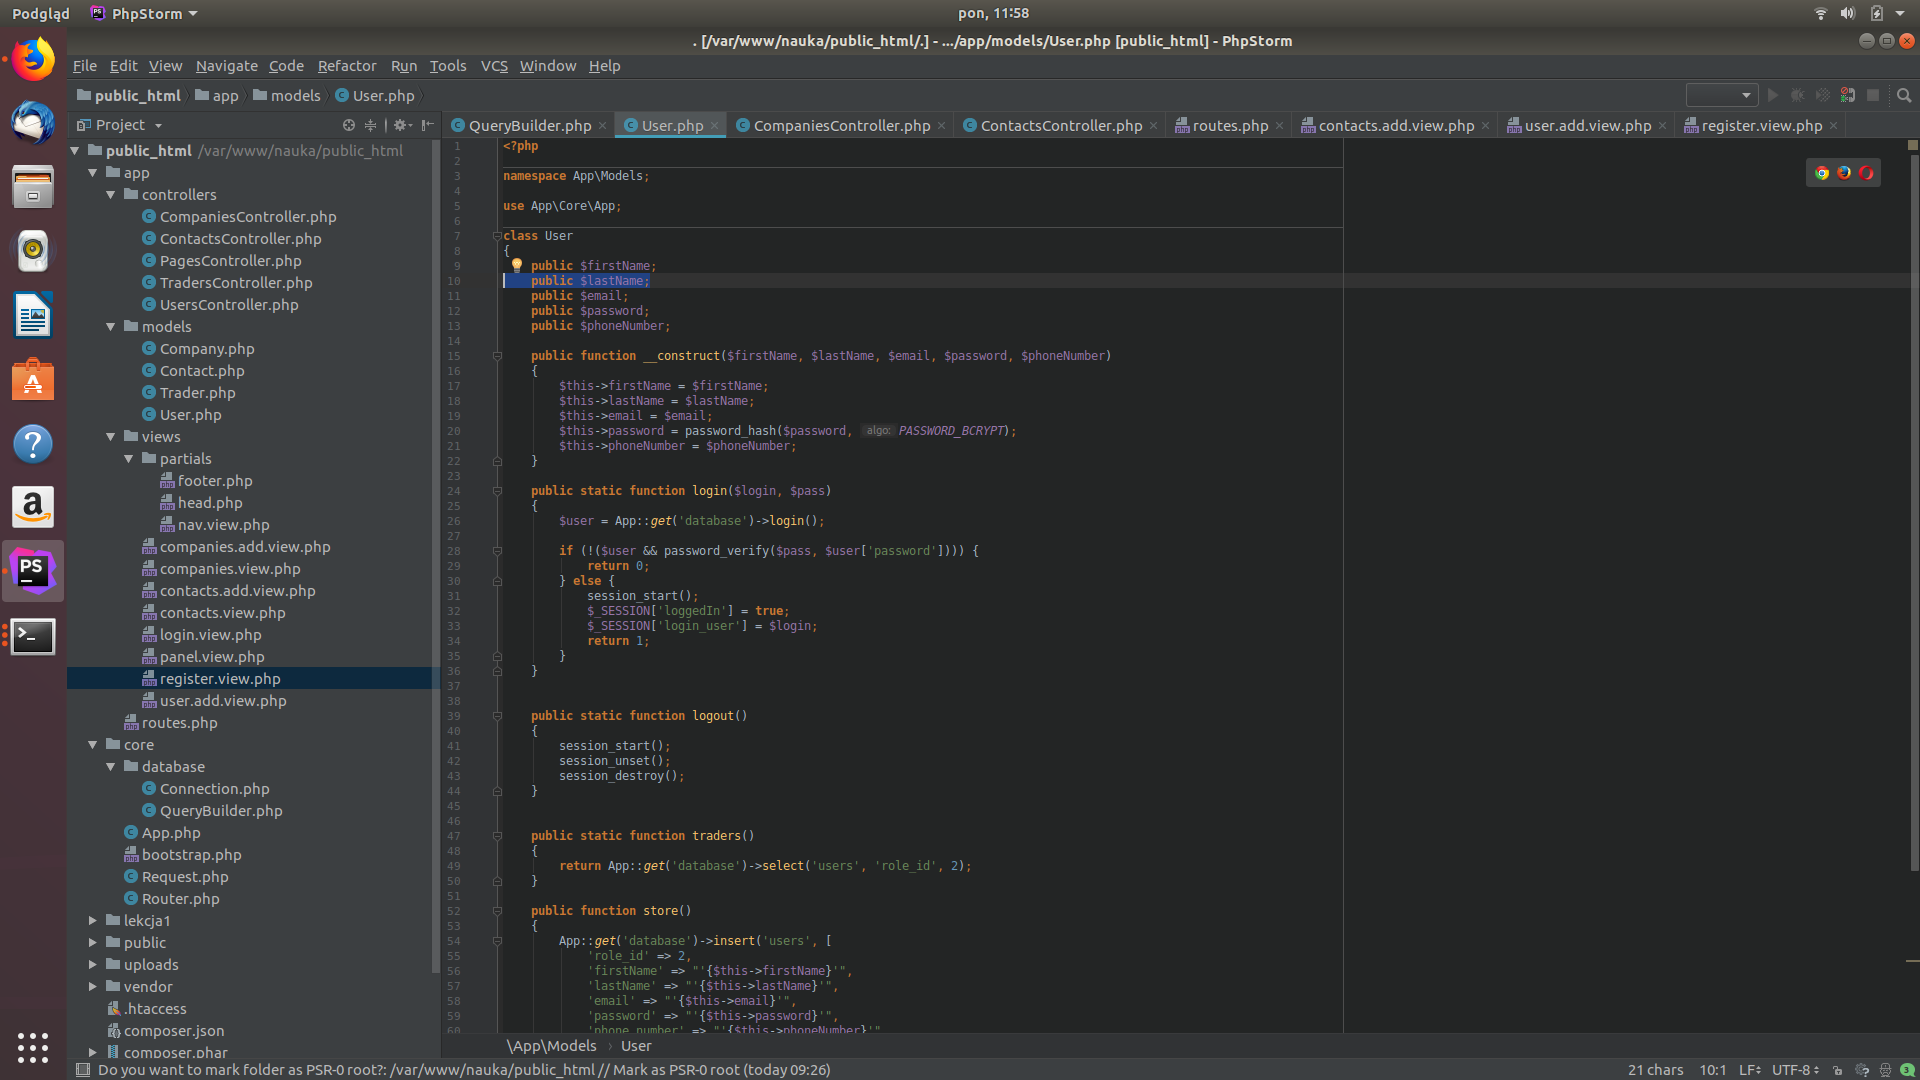 Podgląd PhpStorm pon, 11:58
. [/var/www/nauka/public_html/.] - .../app/models/User.php [public_html] - PhpStorm
File Edit View Navigate Code Refactor Run Tools VCS Window Help
public_html app models User.php
Project
QueryBuilder.php User.php CompaniesController.php ContactsController.php routes.php contacts.add.view.php user.add.view.php register.view.php
public_html /var/www/nauka/public_html
app
controllers
CompaniesController.php
ContactsController.php
PagesController.php
TradersController.php
UsersController.php
models
Company.php
Contact.php
Trader.php
User.php
views
partials
footer.php
head.php
nav.view.php
companies.add.view.php
companies.view.php
contacts.add.view.php
contacts.view.php
login.view.php
panel.view.php
register.view.php
user.add.view.php
routes.php
core
database
Connection.php
QueryBuilder.php
App.php
bootstrap.php
Request.php
Router.php
lekcja1
public
uploads
vendor
.htaccess
composer.json
composer.phar
1 <?php
2
3 namespace App\Models;
4
5 use App\Core\App;
6
7 class User
8 {
9 public $firstName;
10 public $lastName;
11 public $email;
12 public $password;
13 public $phoneNumber;
14
15 public function __construct($firstName, $lastName, $email, $password, $phoneNumber)
16 {
17 $this->firstName = $firstName;
18 $this->lastName = $lastName;
19 $this->email = $email;
20 $this->password = password_hash($password, algo: PASSWORD_BCRYPT);
21 $this->phoneNumber = $phoneNumber;
22 }
23
24 public static function login($login, $pass)
25 {
26 $user = App::get('database')->login();
27
28 if (!($user && password_verify($pass, $user['password']))) {
29 return 0;
30 } else {
31 session_start();
32 $_SESSION['loggedIn'] = true;
33 $_SESSION['login_user'] = $login;
34 return 1;
35 }
36 }
37
38
39 public static function logout()
40 {
41 session_start();
42 session_unset();
43 session_destroy();
44 }
45
46
47 public static function traders()
48 {
49 return App::get('database')->select('users', 'role_id', 2);
50 }
51
52 public function store()
53 {
54 App::get('database')->insert('users', [
55 'role_id' => 2,
56 'firstName' => "'{$this->firstName}'",
57 'lastName' => "'{$this->lastName}'",
58 'email' => "'{$this->email}'",
59 'password' => "'{$this->password}'",
60 'phone_number' => "'{$this->phoneNumber}'"
\App\Models User
Do you want to mark folder as PSR-0 root?: /var/www/nauka/public_html // Mark as PSR-0 root (today 09:26) 21 chars 10:1 LF UTF-8 3